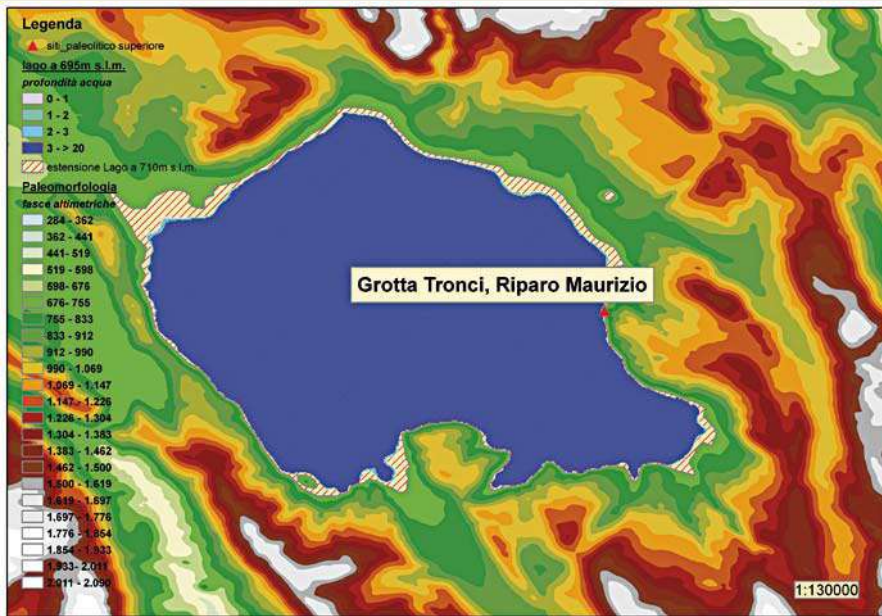 Legenda
siti_paleolitico superiore
lago a 695m s.l.m.
profondità acqua
0 - 1
1 - 2
2 - 3
3 - > 20
estensione Lago a 710m s.l.m.
Paleomorfologia
fasce altimetriche
284 - 362
362 - 441
441- 519
519 - 598
598- 676
676- 755
755 - 833
833 - 912
912 - 990
990 - 1.069
1.069 -1.147
1.147 - 1.226
1.226 - 1.304
1.304 - 1.383
1.383 - 1.462
1.462 - 1.500
1.500 - 1.619
1.619 - 1.697
1.697 - 1.776
1.776 - 1.854
1.854 - 1.933
1.933- 2.011
2.011 - 2.090
Grotta Tronci, Riparo Maurizio
1:130000